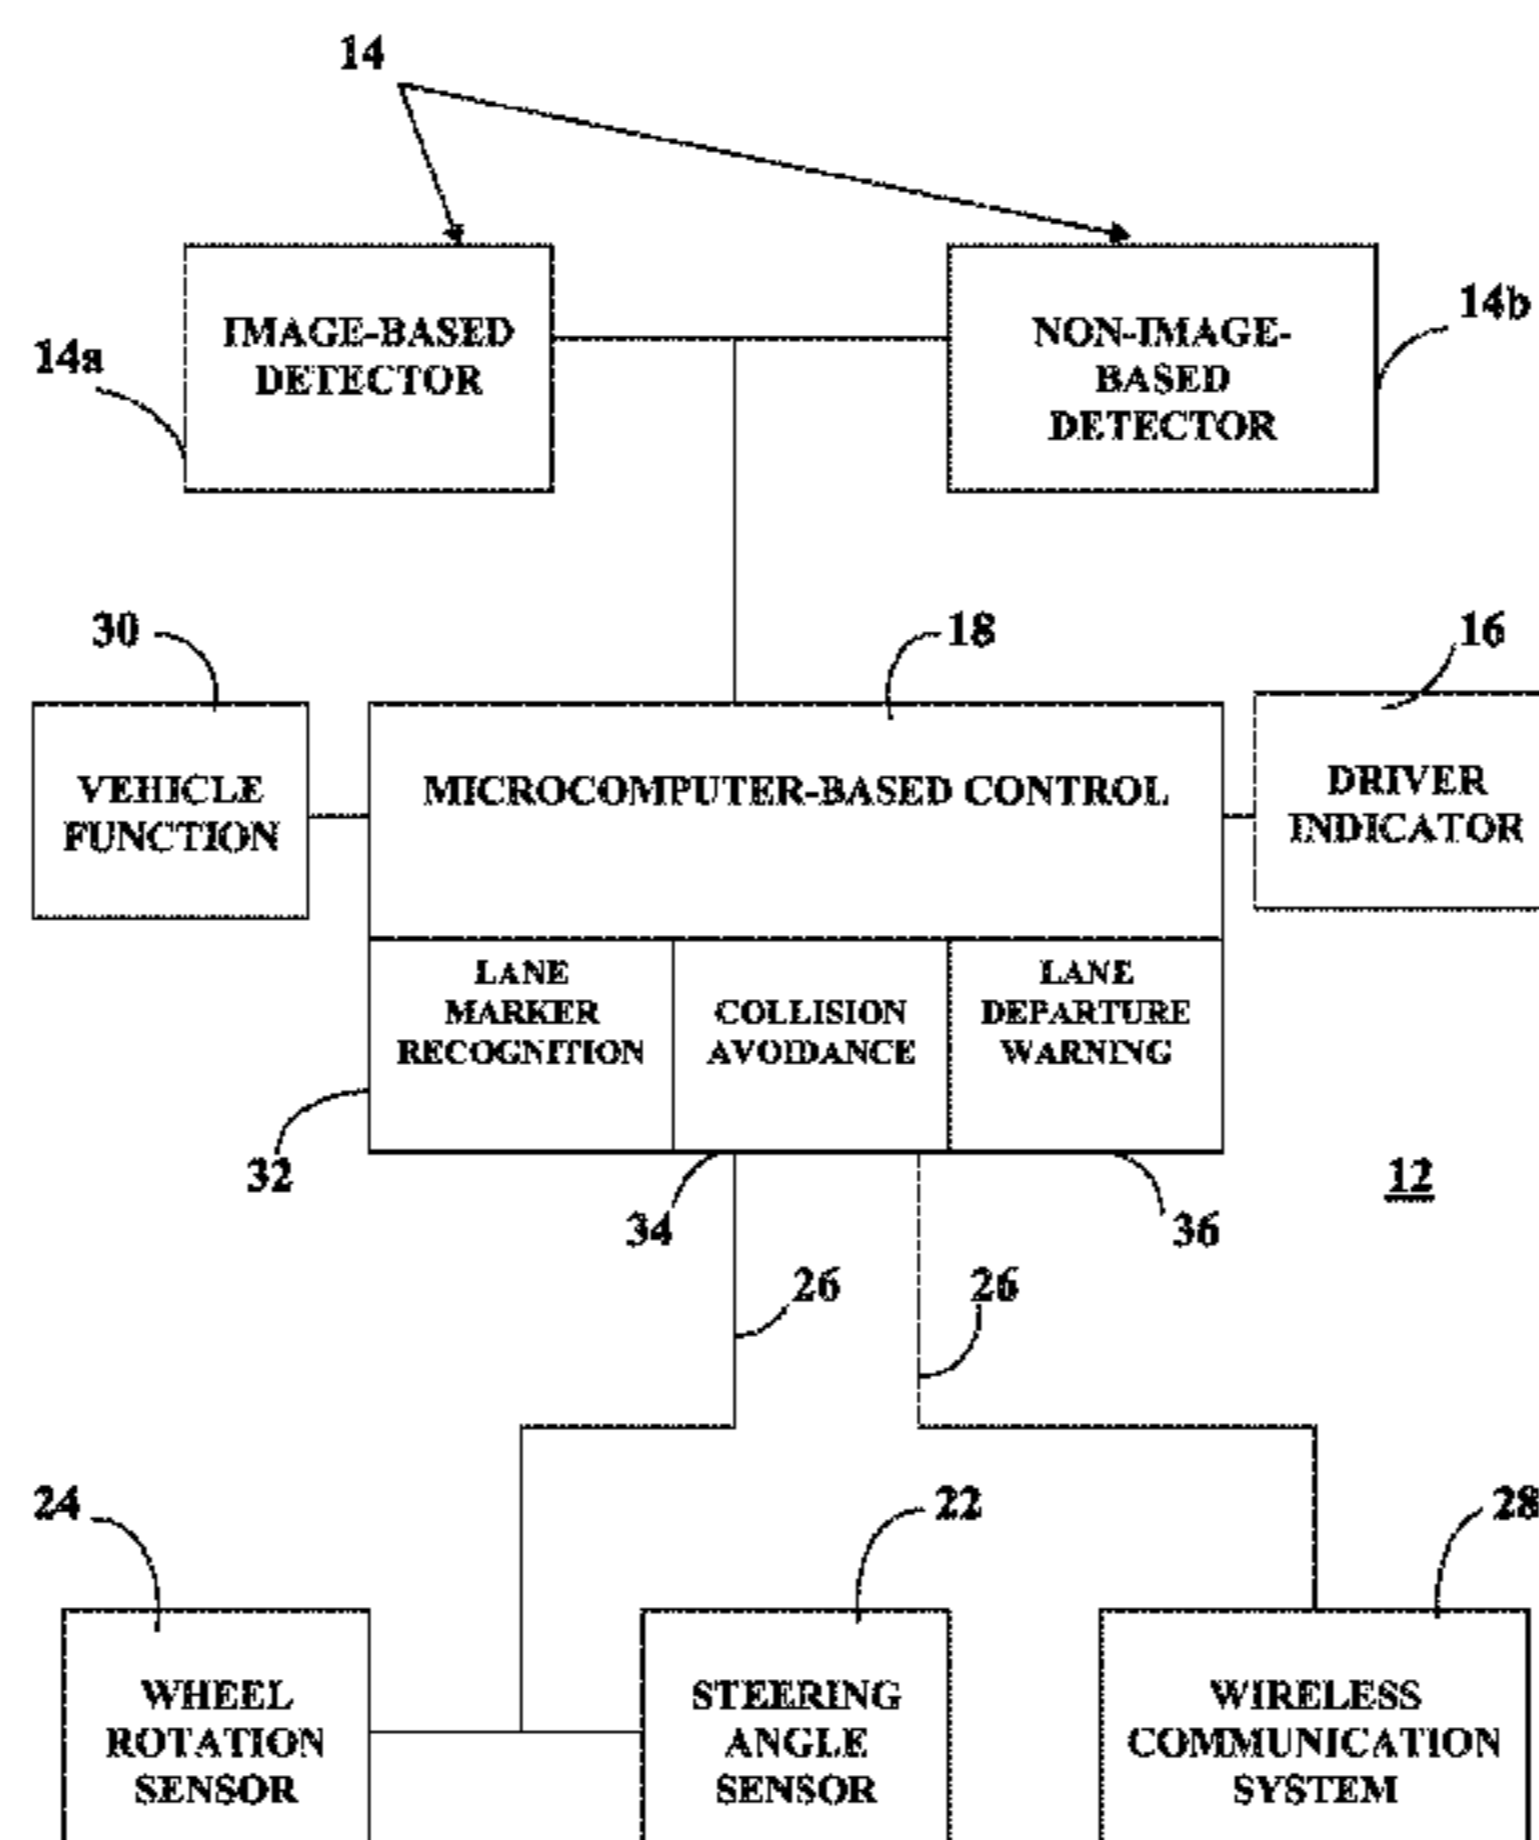 14
IMAGE-BASED
DETECTOR
14a
NON-IMAGE-
BASED
DETECTOR
14b
30
18
16
VEHICLE
FUNCTION
MICROCOMPUTER-BASED CONTROL
DRIVER
INDICATOR
LANE
MARKER
RECOGNITION
COLLISION
AVOIDANCE
LANE
DEPARTURE
WARNING
32
34
36
12
26
26
24
22
28
WHEEL
ROTATION
SENSOR
STEERING
ANGLE
SENSOR
WIRELESS
COMMUNICATION
SYSTEM